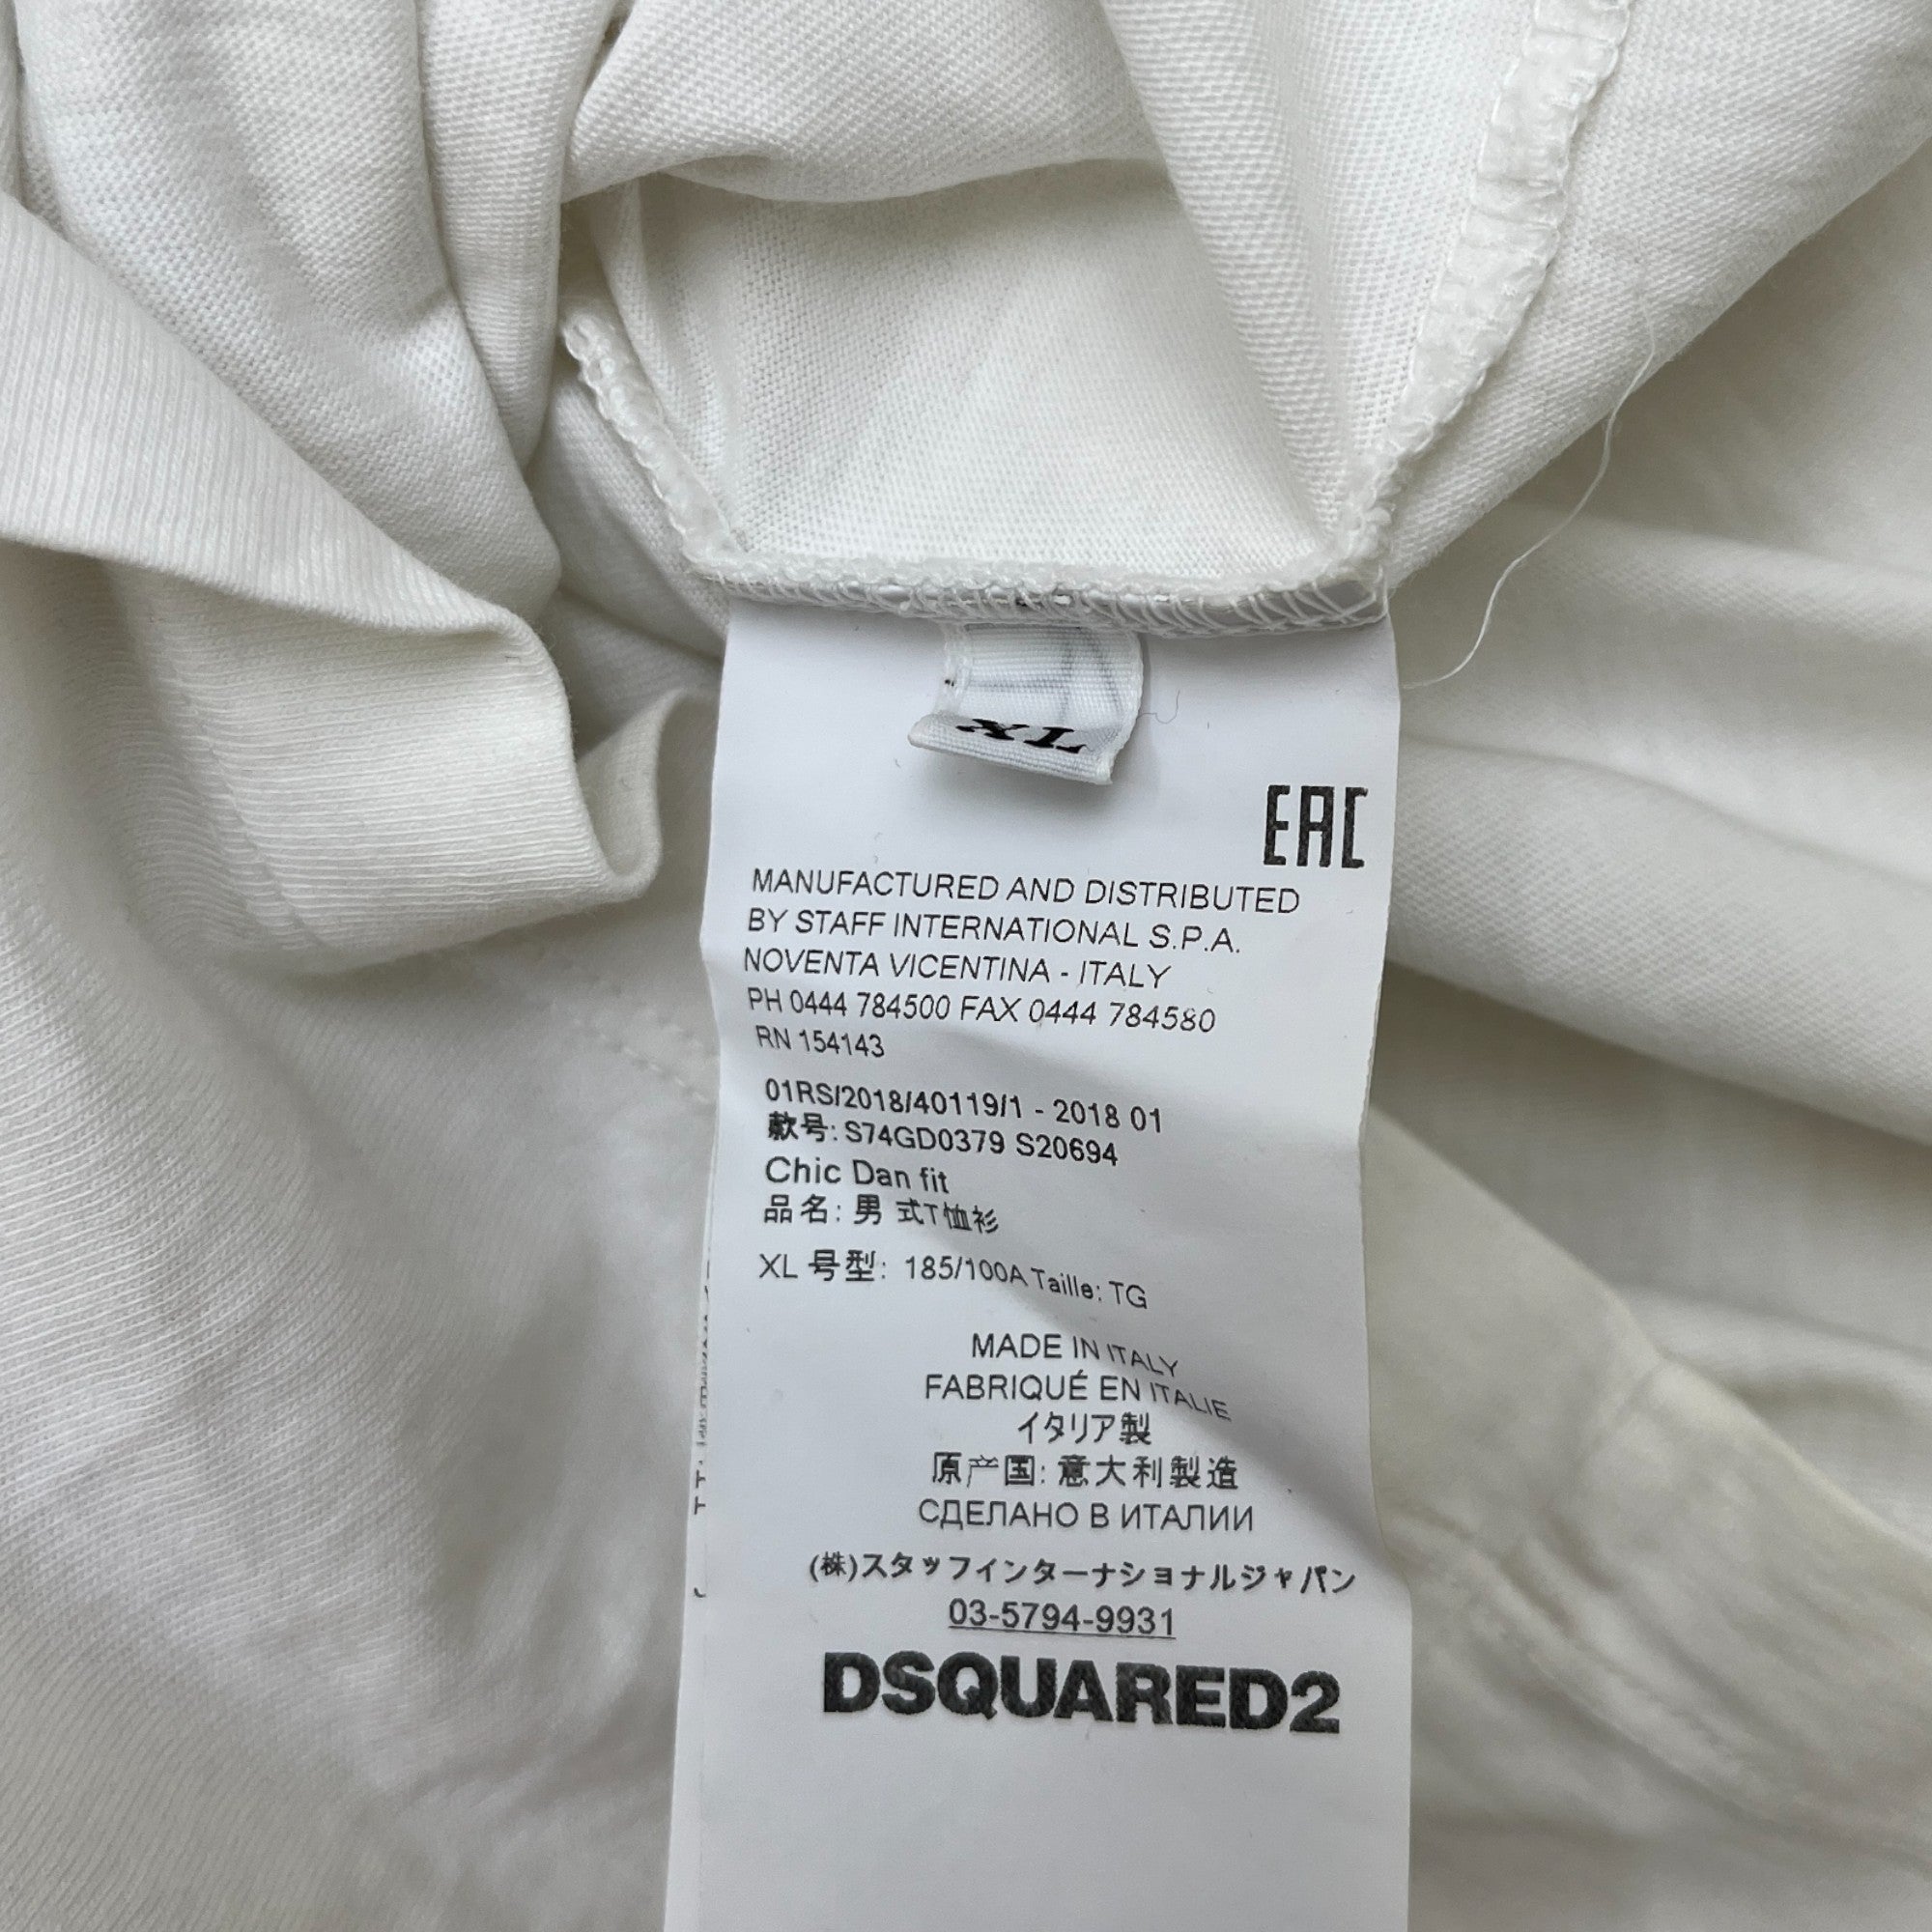 XL
EAC
MANUFACTURED AND DISTRIBUTED
BY STAFF INTERNATIONAL S.P.A.
NOVENTA VICENTINA - ITALY
PH 0444 784500 FAX 0444 784580
RN 154143
01RS/2018/40119/1 - 2018 01
款号: S74GD0379 S20694
Chic Dan fit
品名: 男 式T恤衫
XL 号型: 185/100A Taille: TG
MADE IN ITALY
FABRIQUÉ EN ITALIE
イタリア製
原产国: 意大利製造
СДЕЛАНО В ИТАЛИИ
(株)スタッフインターナショナルジャパン
03-5794-9931
DSQUARED2